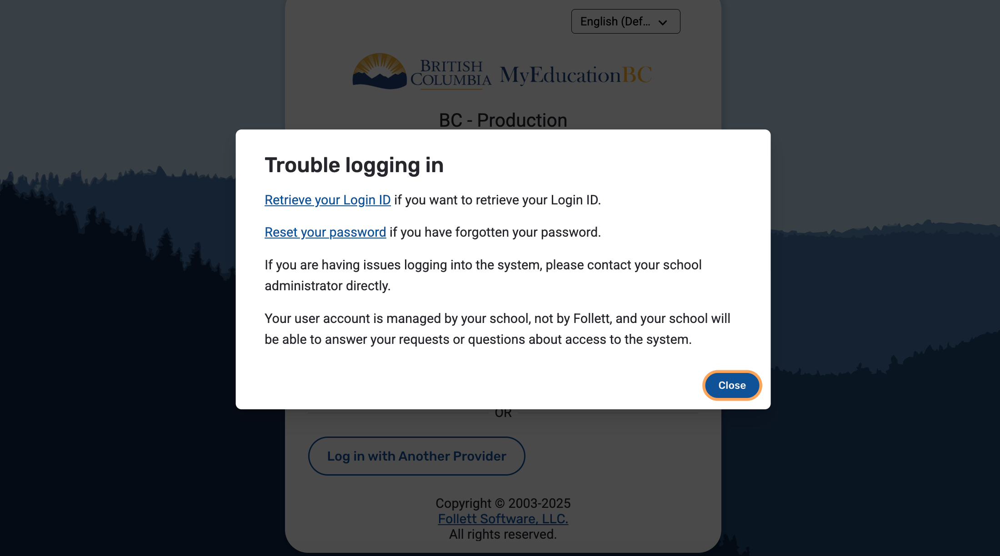 English (Def...
BRITISH
COLUMBIA
MyEducationBC
BC - Production
Trouble logging in
Retrieve your Login ID if you want to retrieve your Login ID.
Reset your password if you have forgotten your password.
If you are having issues logging into the system, please contact your school
administrator directly.
Your user account is managed by your school, not by Follett, and your school will
be able to answer your requests or questions about access to the system.
Close
OR
Log in with Another Provider
Copyright © 2003-2025
Follett Software, LLC.
All rights reserved.